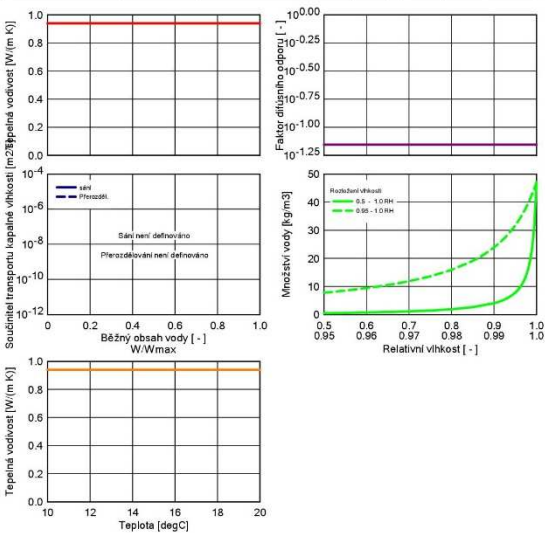 Tepelná vodivost [W/(m K)]
1.0
0.8
0.6
0.4
0.2
0.0
Faktor difúsního odporu [ - ]
10^0.00
10^-0.25
10^-0.50
10^-0.75
10^-1.00
10^-1.25
Součinitel transportu kapalné vlhkosti [m2/s]
10^-4
10^-6
10^-8
10^-10
10^-12
sání
Přerozděl.
Sání není definováno
Přerozdělování není definováno
0 0.2 0.4 0.6 0.8 1.0
Běžný obsah vody [ - ]
W/Wmax
Množství vody [kg/m3]
50
40
30
20
10
0
Rozložení vlhkosti
0.5 - 1.0 RH
0.95 - 1.0 RH
0.5 0.6 0.7 0.8 0.9 1.0
0.95 0.96 0.97 0.98 0.99 1.0
Relativní vlhkost [ - ]
Tepelná vodivost [W/(m K)]
1.0
0.8
0.6
0.4
0.2
0.0
10 12 14 16 18 20
Teplota [degC]